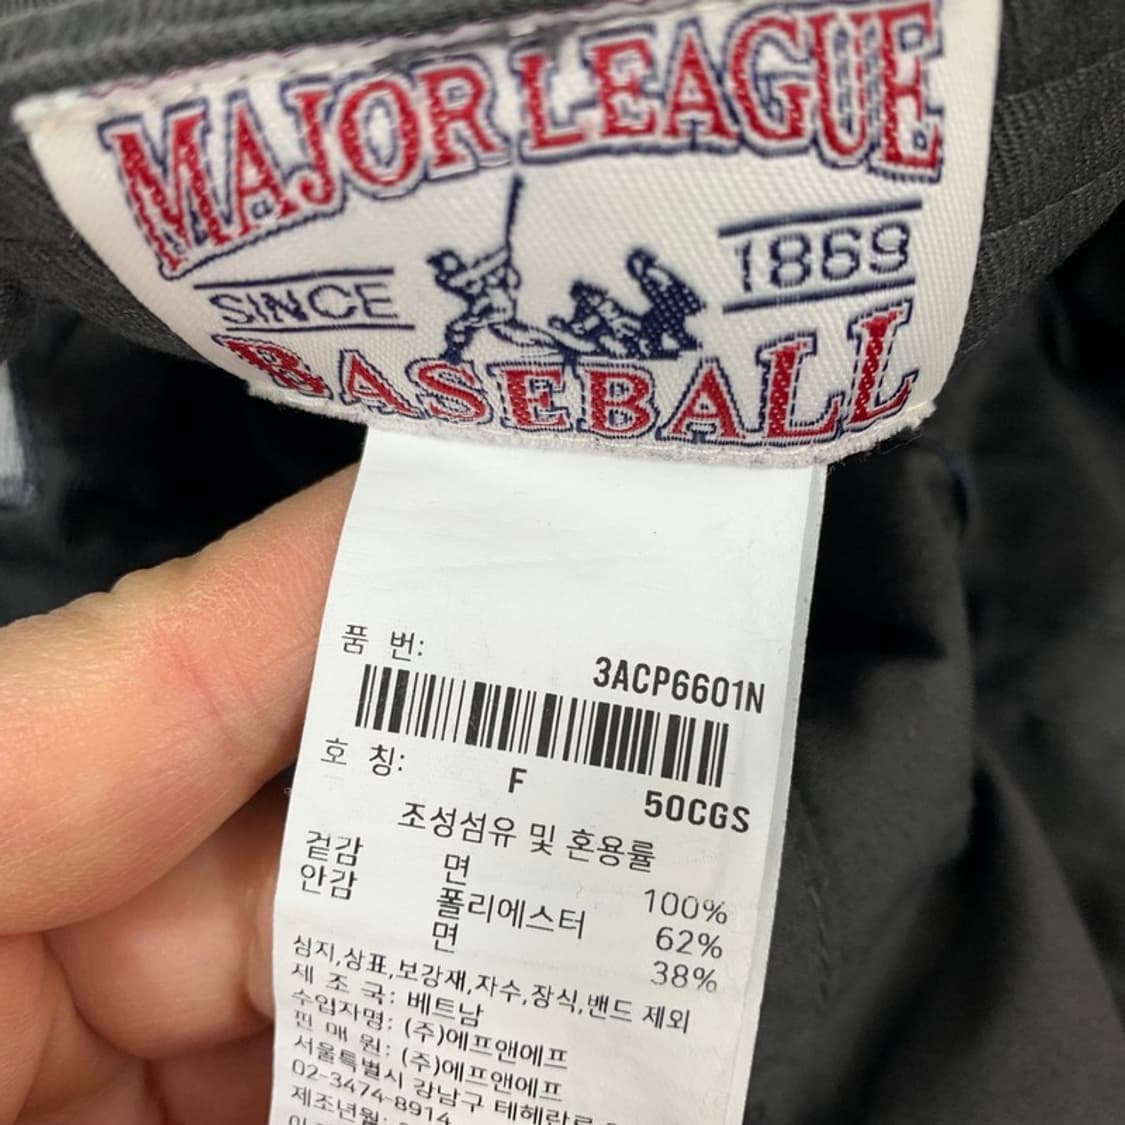 MAJOR LEAGUE
SINCE 1869
BASEBALL
품 번:
3ACP6601N
호 칭: F 50CGS
조성섬유 및 혼용률
겉감 면 100%
안감 폴리에스터 62%
면 38%
심지,상표,보강재,자수,장식,밴드 제외
제 조 국: 베트남
수입자명: (주)에프앤에프
판 매 원: (주)에프앤에프
서울특별시 강남구 테헤란로
02-3474-8914
제조년월: